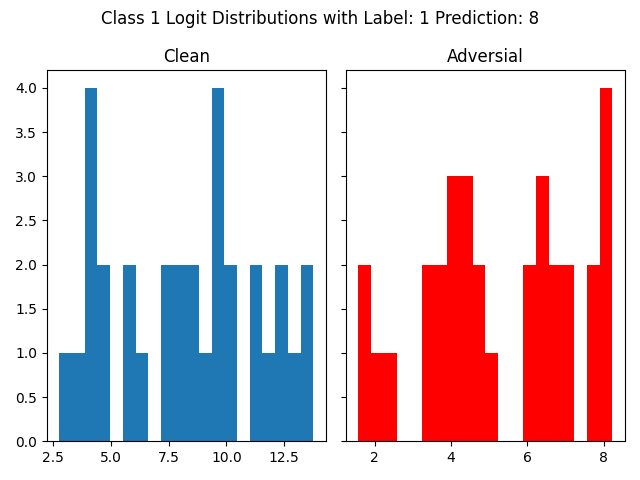 Class 1 Logit Distributions with Label: 1 Prediction: 8
Clean
Adversial
4.0
3.5
3.0
2.5
2.0
1.5
1.0
0.5
0.0
2.5 5.0 7.5 10.0 12.5
2 4 6 8